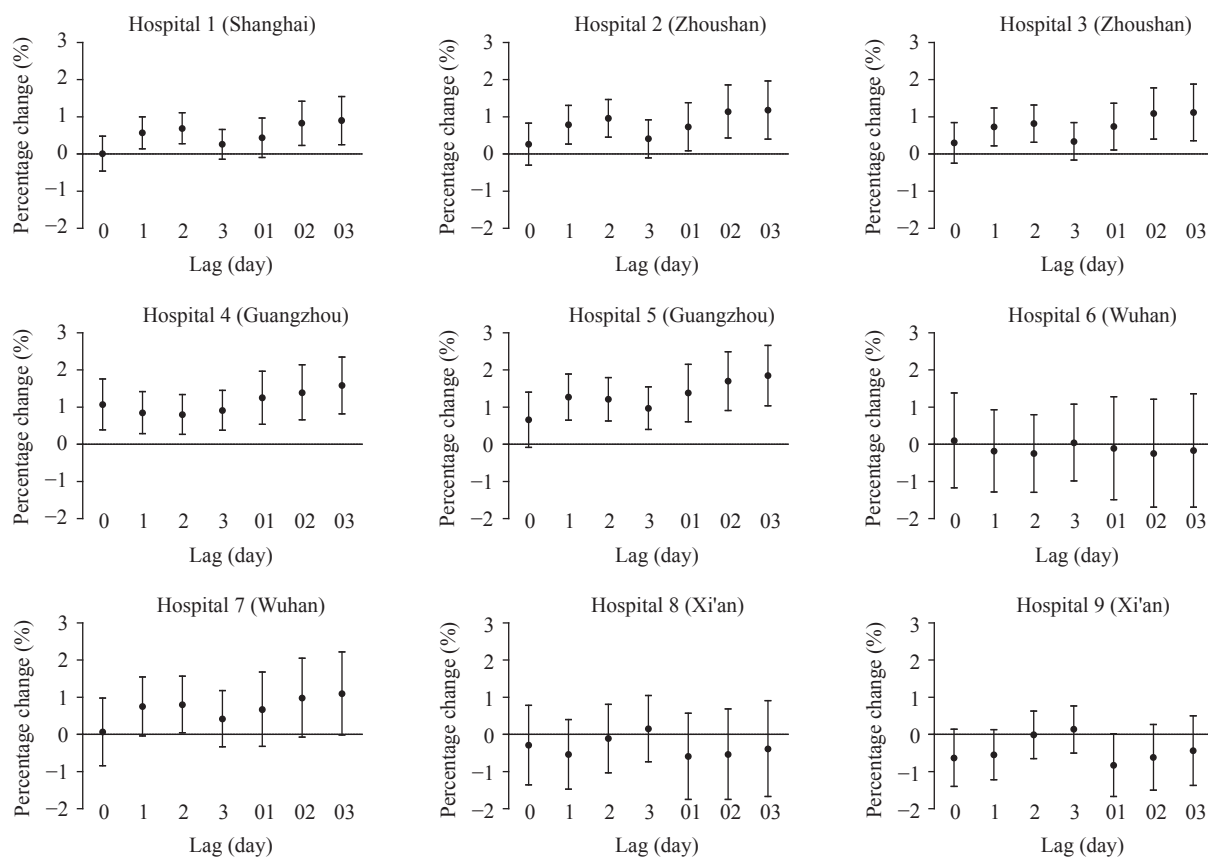 Hospital 1 (Shanghai)
Percentage change (%)
3
2
1
0
−1
−2
0 1 2 3 01 02 03
Lag (day)
Hospital 2 (Zhoushan)
Percentage change (%)
3
2
1
0
−1
−2
0 1 2 3 01 02 03
Lag (day)
Hospital 3 (Zhoushan)
Percentage change (%)
3
2
1
0
−1
−2
0 1 2 3 01 02 03
Lag (day)
Hospital 4 (Guangzhou)
Percentage change (%)
3
2
1
0
−1
−2
0 1 2 3 01 02 03
Lag (day)
Hospital 5 (Guangzhou)
Percentage change (%)
3
2
1
0
−1
−2
0 1 2 3 01 02 03
Lag (day)
Hospital 6 (Wuhan)
Percentage change (%)
3
2
1
0
−1
−2
0 1 2 3 01 02 03
Lag (day)
Hospital 7 (Wuhan)
Percentage change (%)
3
2
1
0
−1
−2
0 1 2 3 01 02 03
Lag (day)
Hospital 8 (Xi'an)
Percentage change (%)
3
2
1
0
−1
−2
0 1 2 3 01 02 03
Lag (day)
Hospital 9 (Xi'an)
Percentage change (%)
3
2
1
0
−1
−2
0 1 2 3 01 02 03
Lag (day)